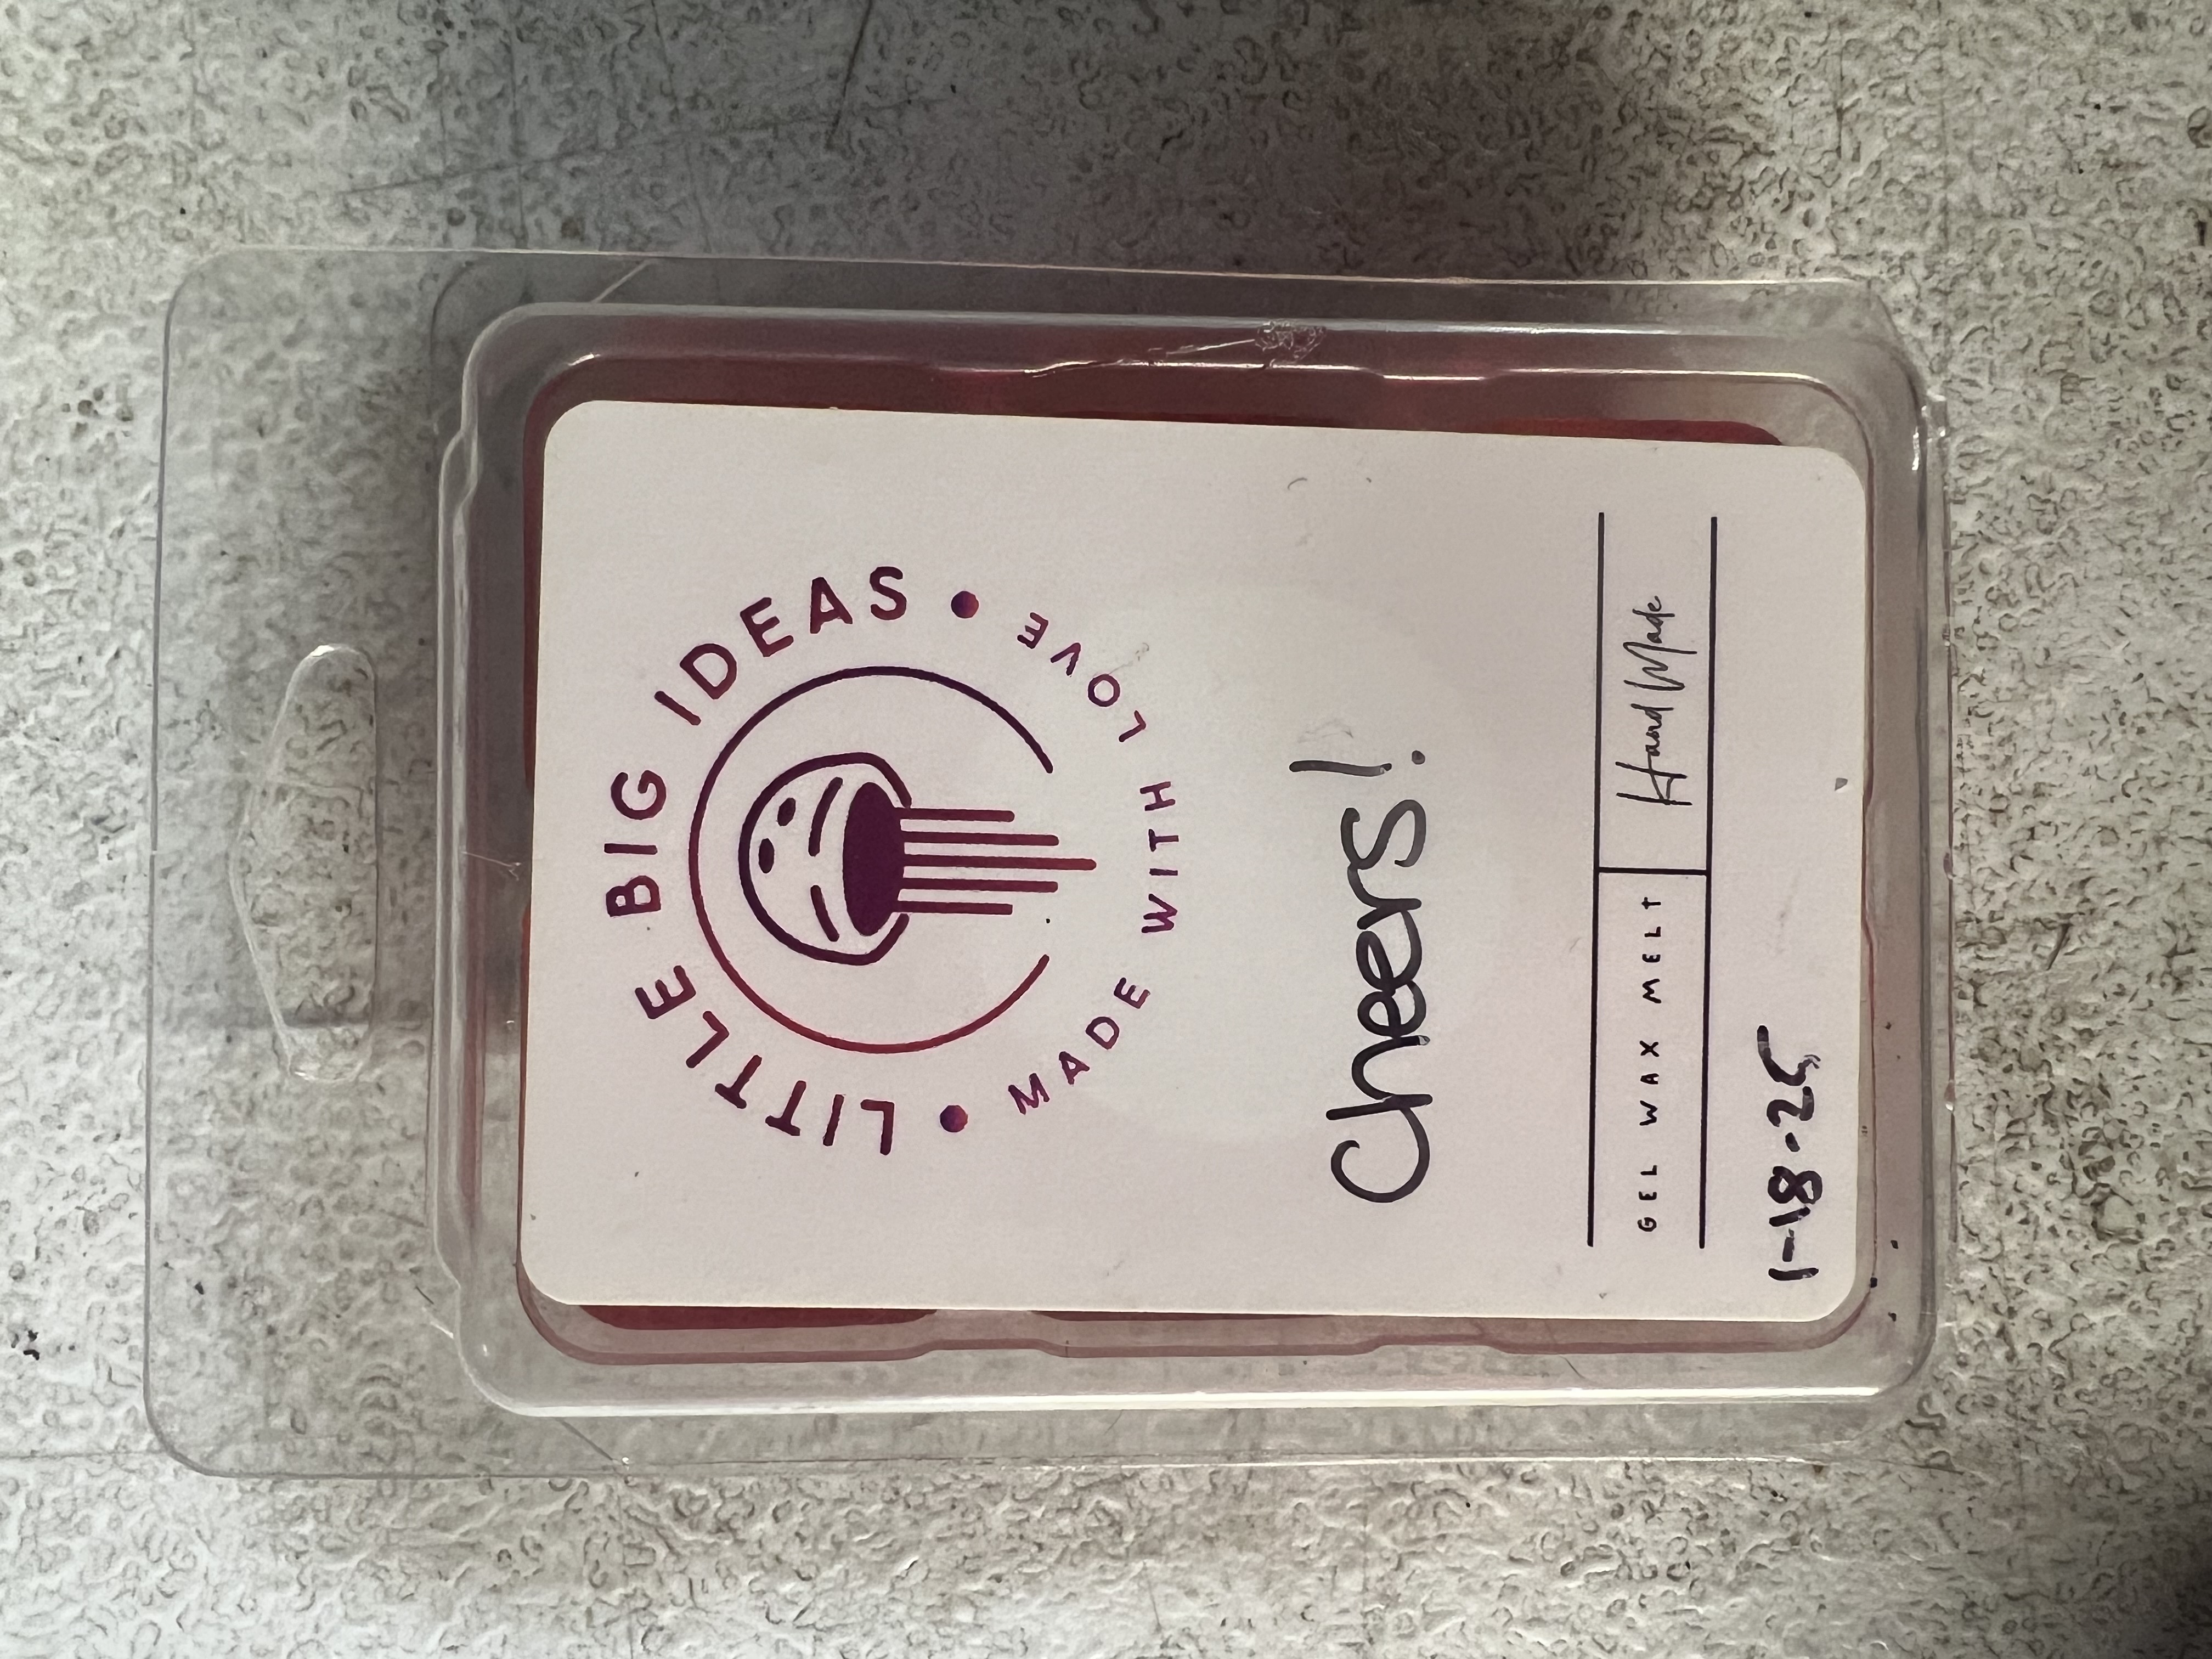 LITTLE BIG IDEAS
MADE WITH LOVE
Cheers!
GEL WAX MELT Hand Made
1-18-25